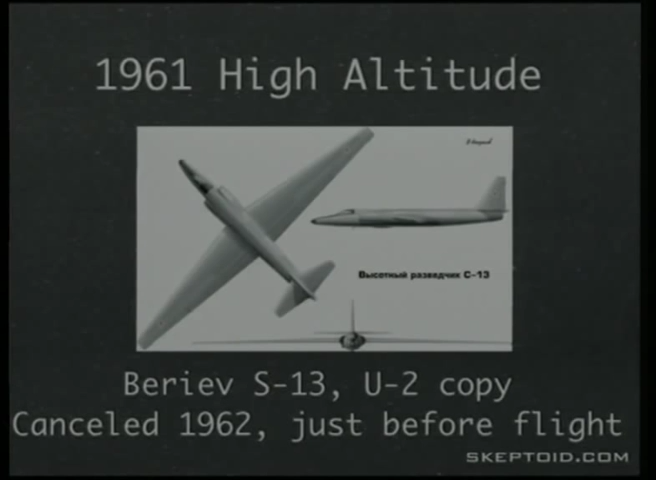 1961 High Altitude
Высотный разведчик С-13
Beriev S-13, U-2 copy
Canceled 1962, just before flight
SKEPTOID.COM